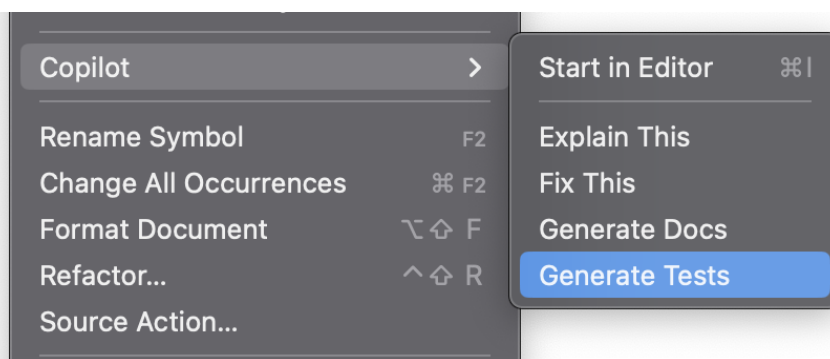 Copilot
Rename Symbol F2
Change All Occurrences ⌘ F2
Format Document ⌥⇧ F
Refactor... ^⇧ R
Source Action...
Start in Editor ⌘I
Explain This
Fix This
Generate Docs
Generate Tests